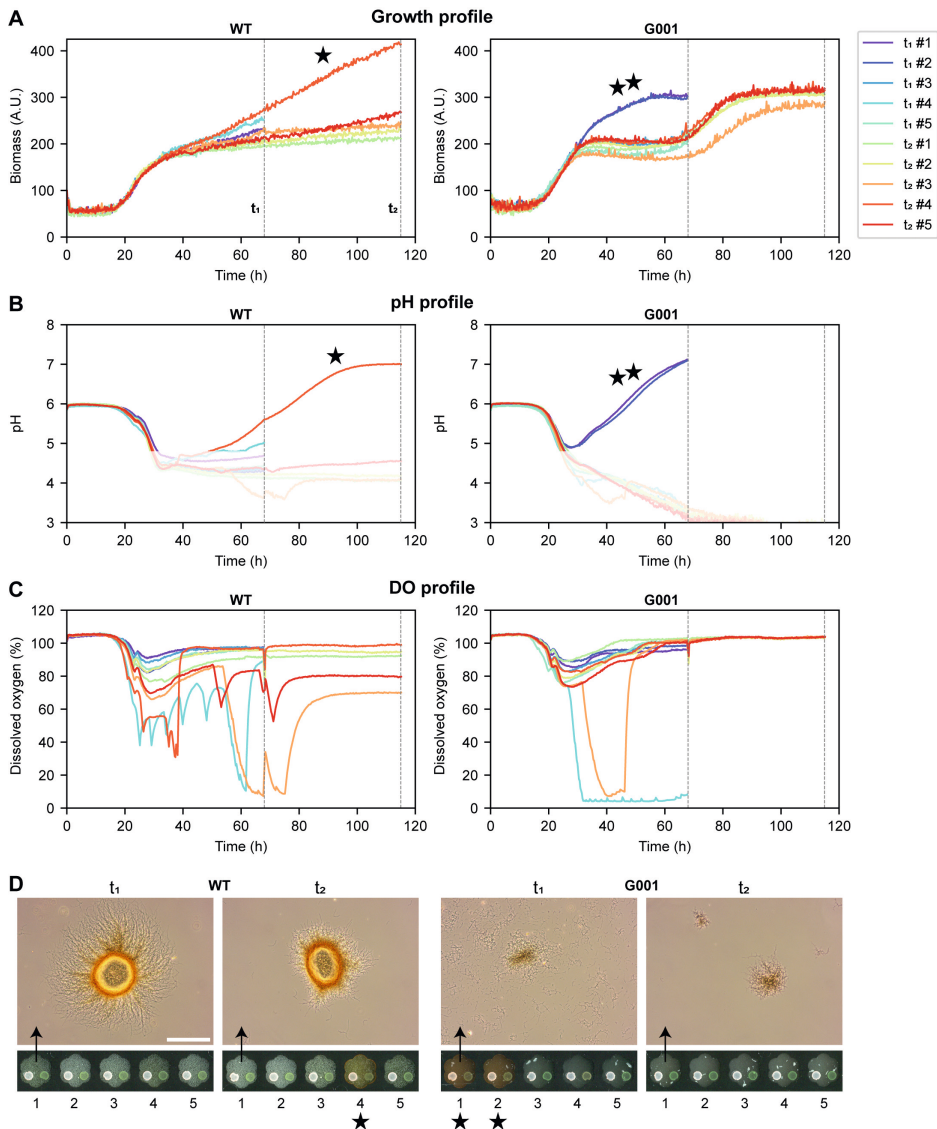 A Growth profile
WT
G001
Biomass (A.U.)
400
300
200
100
0
t₁
t₂
0 20 40 60 80 100 120
Time (h)
Biomass (A.U.)
400
300
200
100
0
0 20 40 60 80 100 120
Time (h)
t₁ #1
t₁ #2
t₁ #3
t₁ #4
t₁ #5
t₂ #1
t₂ #2
t₂ #3
t₂ #4
t₂ #5
B pH profile
WT
G001
pH
8
7
6
5
4
3
0 20 40 60 80 100 120
Time (h)
pH
8
7
6
5
4
3
0 20 40 60 80 100 120
Time (h)
C DO profile
WT
G001
Dissolved oxygen (%)
120
100
80
60
40
20
0
0 20 40 60 80 100 120
Time (h)
Dissolved oxygen (%)
120
100
80
60
40
20
0
0 20 40 60 80 100 120
Time (h)
D t₁ WT t₂ t₁ G001 t₂
1 2 3 4 5 1 2 3 4 5 1 2 3 4 5 1 2 3 4 5